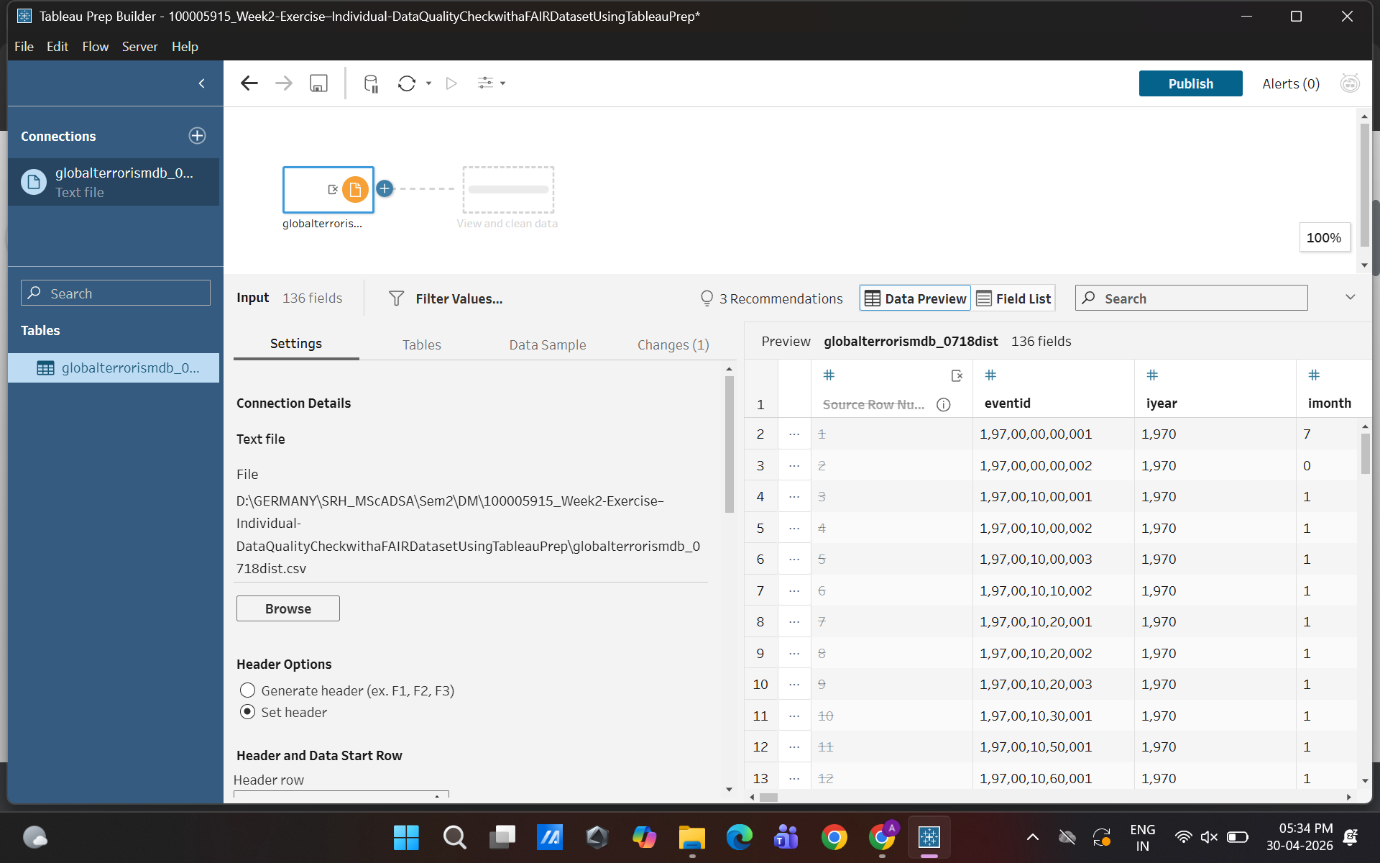 Tableau Prep Builder - 100005915_Week2-Exercise–Individual-DataQualityCheckwithaFAIRDatasetUsingTableauPrep*
File Edit Flow Server Help
Publish Alerts (0)
Connections
globalterrorismdb_0...
Text file
globalterroris...
View and clean data
100%
Search
Tables
globalterrorismdb_0...
Input 136 fields Filter Values... 3 Recommendations Data Preview Field List Search
Settings Tables Data Sample Changes (1)
Connection Details
Text file
File
D:\GERMANY\SRH_MScADSA\Sem2\DM\100005915_Week2-Exercise–
Individual-
DataQualityCheckwithaFAIRDatasetUsingTableauPrep\globalterrorismdb_0
718dist.csv
Browse
Header Options
Generate header (ex. F1, F2, F3)
Set header
Header and Data Start Row
Header row
Preview globalterrorismdb_0718dist 136 fields
1 Source Row Nu... eventid iyear imonth
2 ... 1 1,97,00,00,00,001 1,970 7
3 ... 2 1,97,00,00,00,002 1,970 0
4 ... 3 1,97,00,10,00,001 1,970 1
5 ... 4 1,97,00,10,00,002 1,970 1
6 ... 5 1,97,00,10,00,003 1,970 1
7 ... 6 1,97,00,10,10,002 1,970 1
8 ... 7 1,97,00,10,20,001 1,970 1
9 ... 8 1,97,00,10,20,002 1,970 1
10 ... 9 1,97,00,10,20,003 1,970 1
11 ... 10 1,97,00,10,30,001 1,970 1
12 ... 11 1,97,00,10,50,001 1,970 1
13 ... 12 1,97,00,10,60,001 1,970 1
A
ENG
IN
05:34 PM
30-04-2026